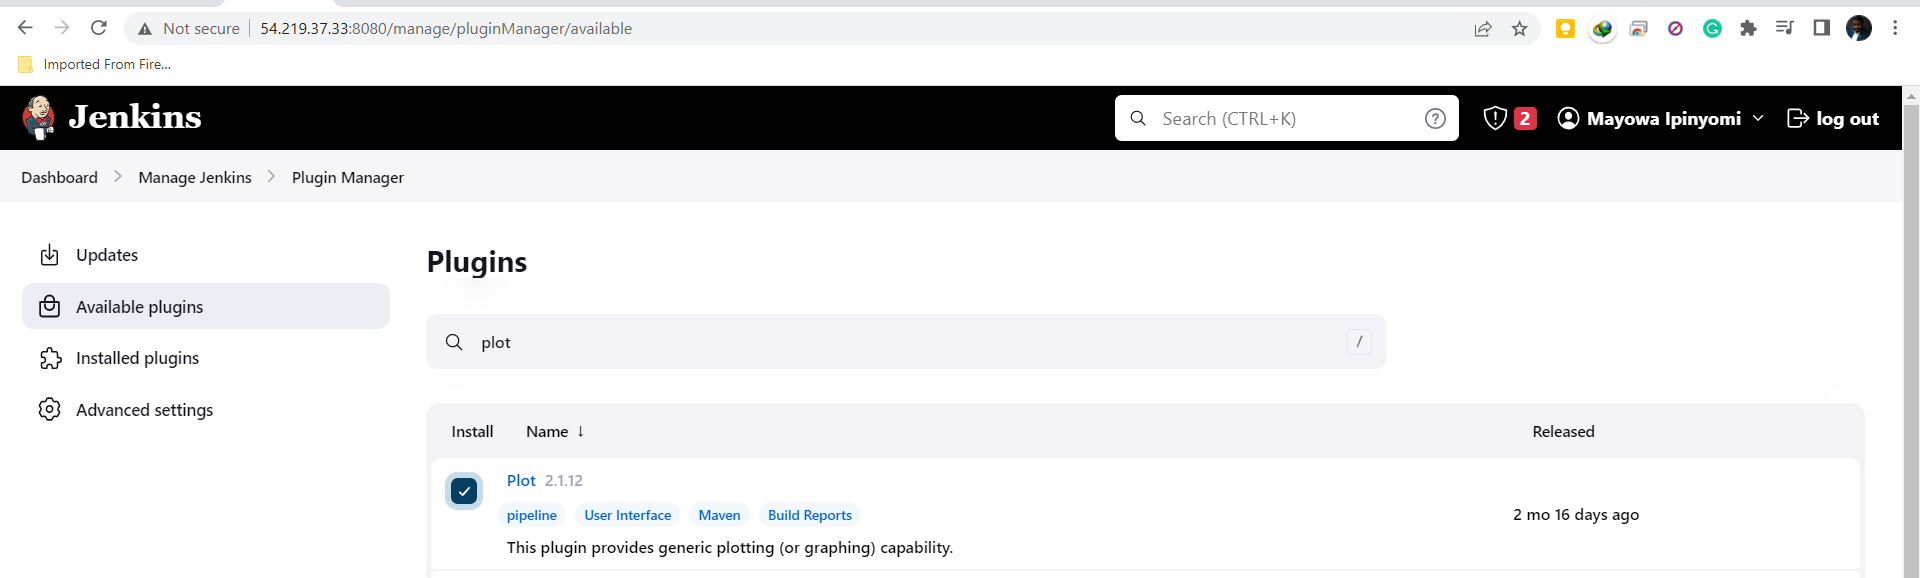 Not secure 54.219.37.33:8080/manage/pluginManager/available
Imported From Fire...
Jenkins
Search (CTRL+K)
?
2
Mayowa Ipinyomi
log out
Dashboard
Manage Jenkins
Plugin Manager
Updates
Available plugins
Installed plugins
Advanced settings
Plugins
plot /
Install Name ↓ Released
Plot 2.1.12
pipeline User Interface Maven Build Reports
2 mo 16 days ago
This plugin provides generic plotting (or graphing) capability.